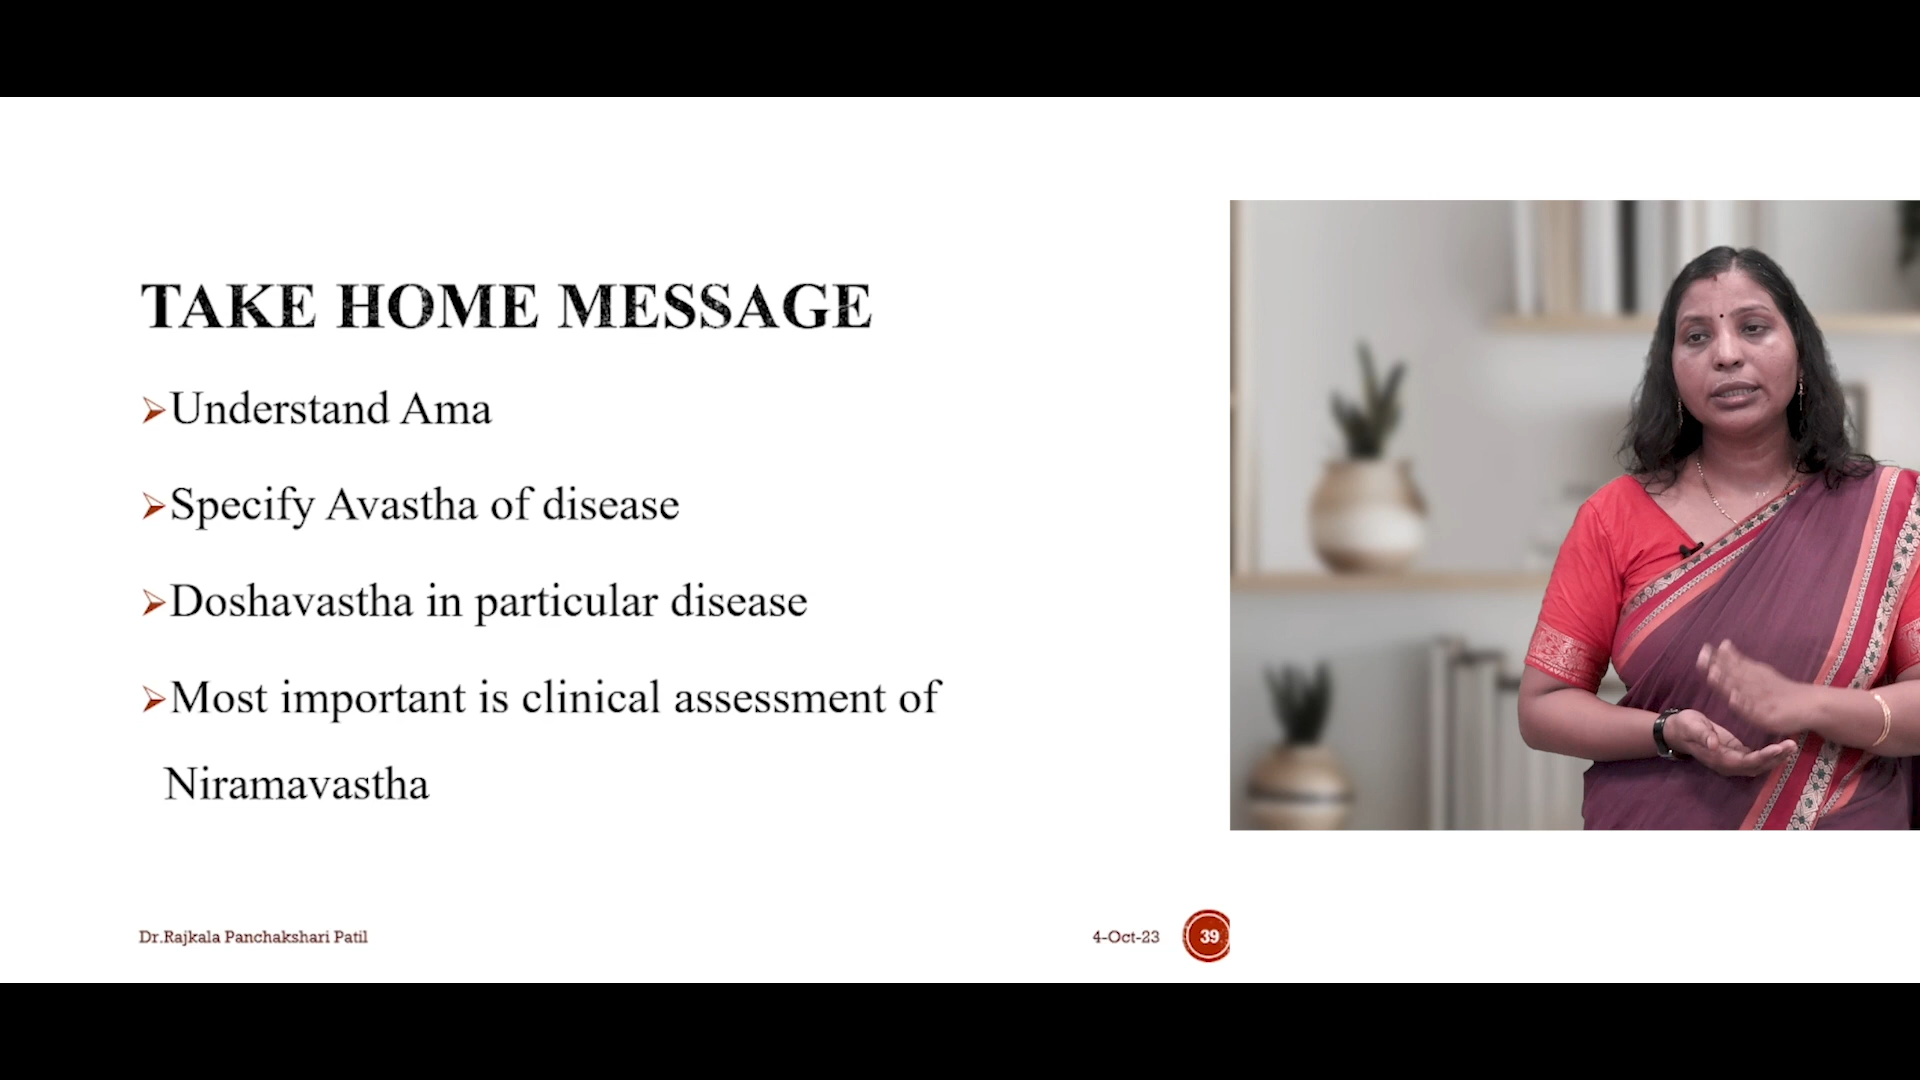 TAKE HOME MESSAGE
➢Understand Ama
➢Specify Avastha of disease
➢Doshavastha in particular disease
➢Most important is clinical assessment of
Niramavastha
Dr.Rajkala Panchakshari Patil
4-Oct-23
39